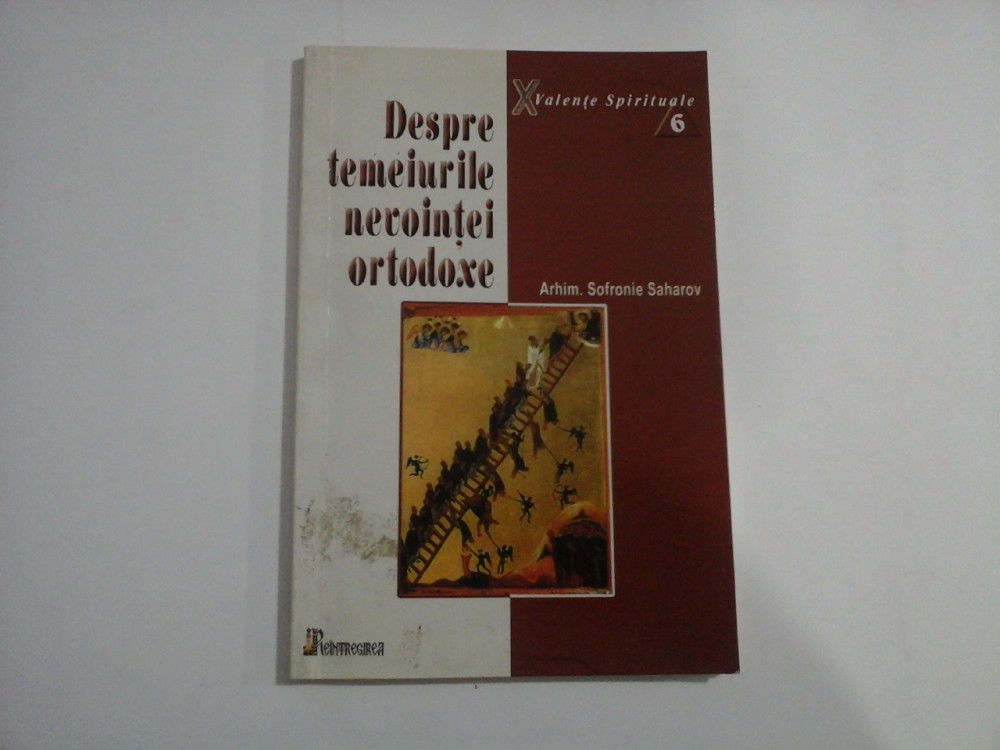 Despre
temeiurile
nevoinței
ortodoxe
Valențe Spirituale
6
Arhim. Sofronie Saharov
REÎNTREGIREA